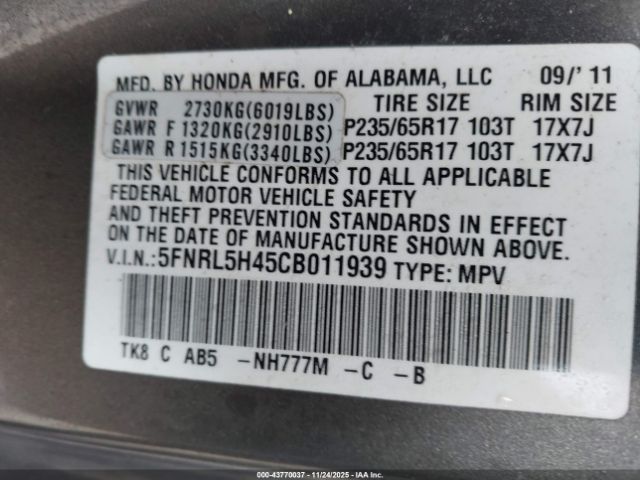 MFD. BY HONDA MFG. OF ALABAMA, LLC 09/' 11
GVWR 2730KG(6019LBS) TIRE SIZE RIM SIZE
GAWR F 1320KG(2910LBS) P235/65R17 103T 17X7J
GAWR R 1515KG(3340LBS) P235/65R17 103T 17X7J
THIS VEHICLE CONFORMS TO ALL APPLICABLE
FEDERAL MOTOR VEHICLE SAFETY
AND THEFT PREVENTION STANDARDS IN EFFECT
ON THE DATE OF MANUFACTURE SHOWN ABOVE.
V.I.N.:5FNRL5H45CB011939 TYPE: MPV
TK8 C AB5 -NH777M -C -B
© -- (43770037 - 11/24/2025 - IAA Inc.